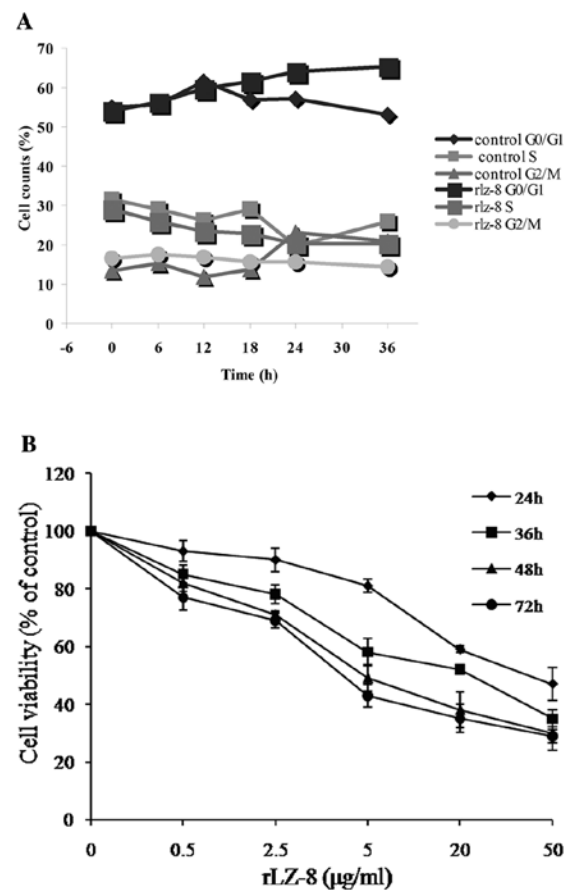 A
70
60
50
40
30
20
10
0
Cell counts (%)
-6 0 6 12 18 24 30 36
Time (h)
control G0/G1
control S
control G2/M
rlz-8 G0/G1
rlz-8 S
rlz-8 G2/M
B
120
100
80
60
40
20
0
Cell viability (% of control)
24h
36h
48h
72h
0 0.5 2.5 5 20 50
rLZ-8 (μg/ml)